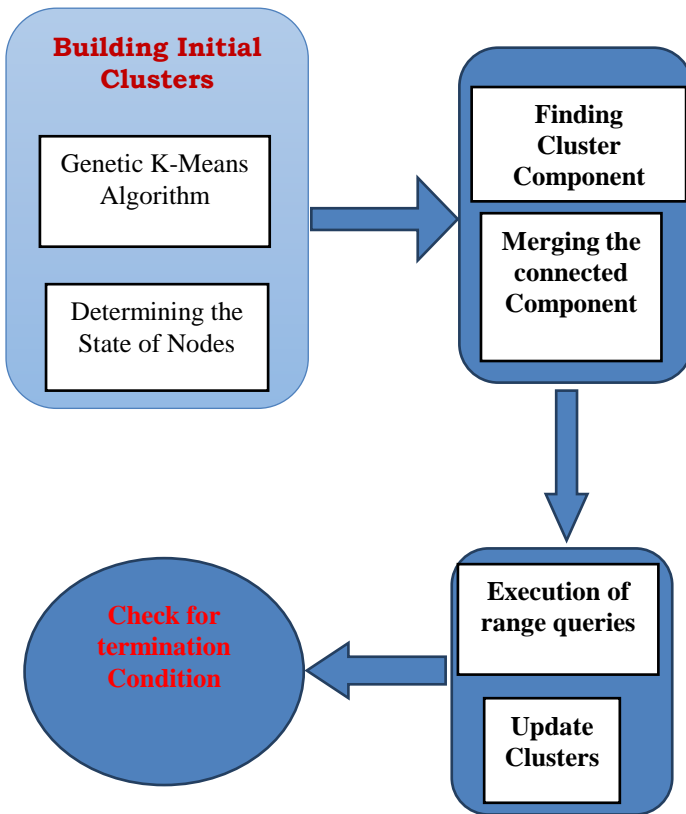 Building Initial
Clusters
Genetic K-Means
Algorithm
Determining the
State of Nodes
Finding
Cluster
Component
Merging the
connected
Component
Execution of
range queries
Update
Clusters
Check for
termination
Condition